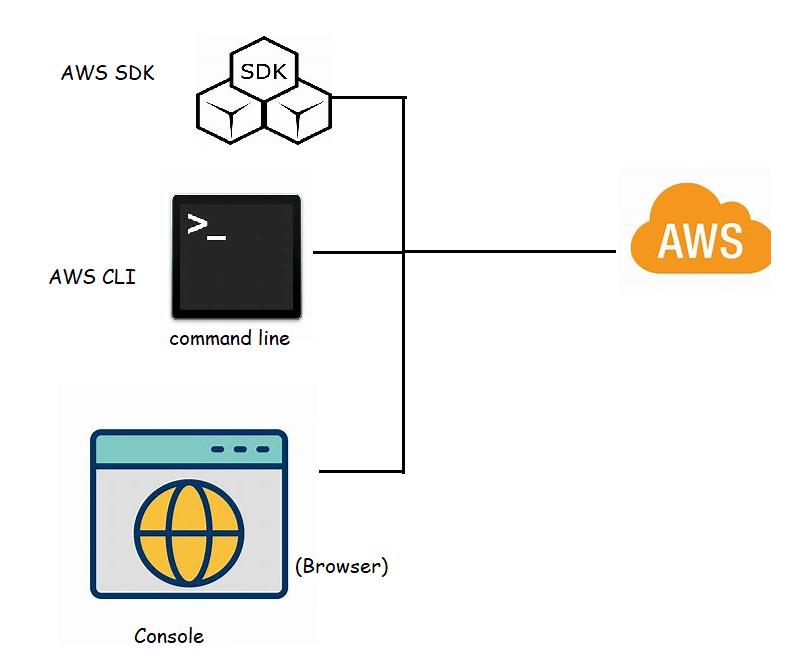 AWS SDK
SDK
>_
AWS
AWS CLI
command line
(Browser)
Console